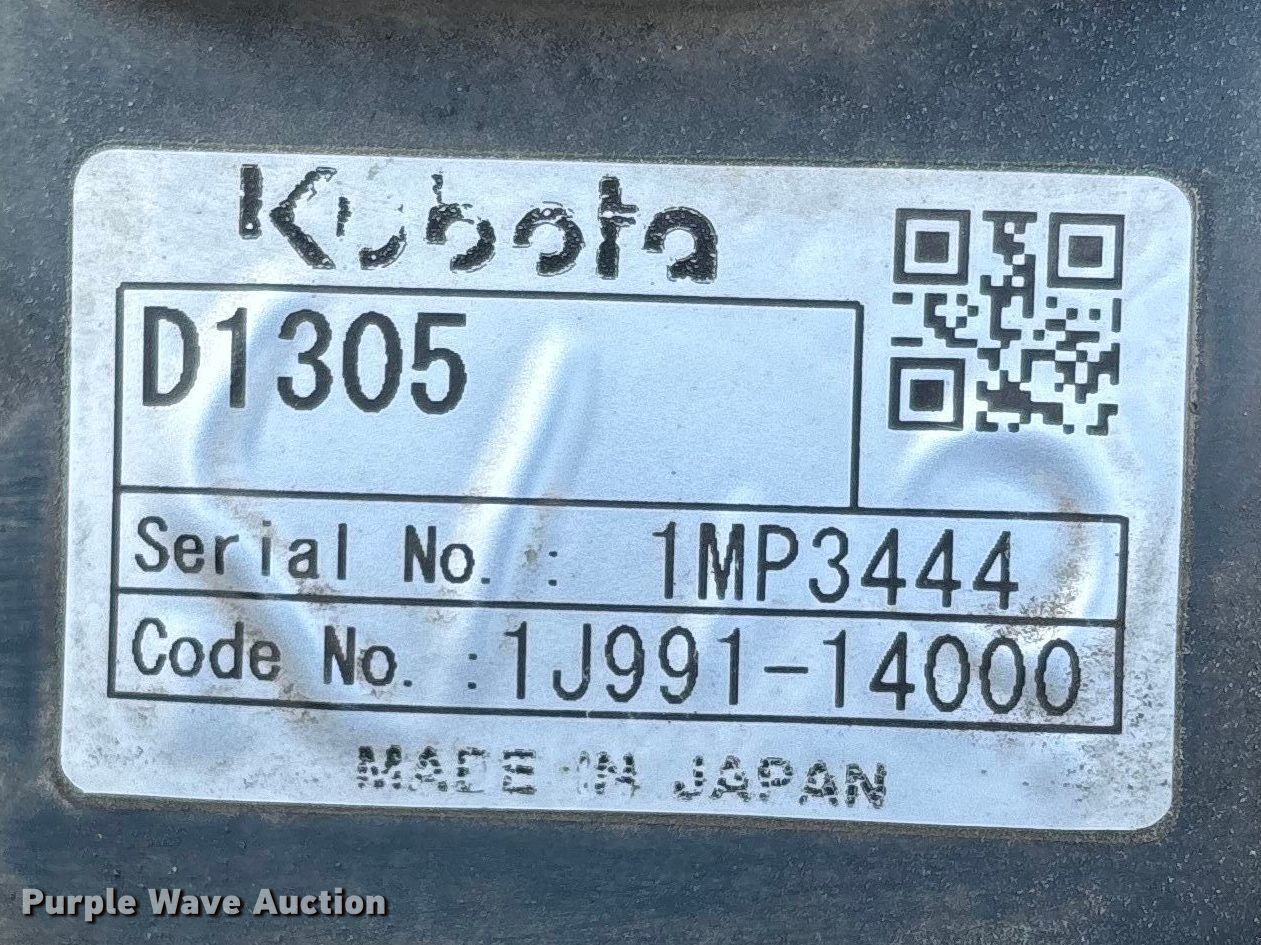 Kubota
D1305
Serial No. : 1MP3444
Code No. :1J991-14000
MADE IN JAPAN
Purple Wave Auction